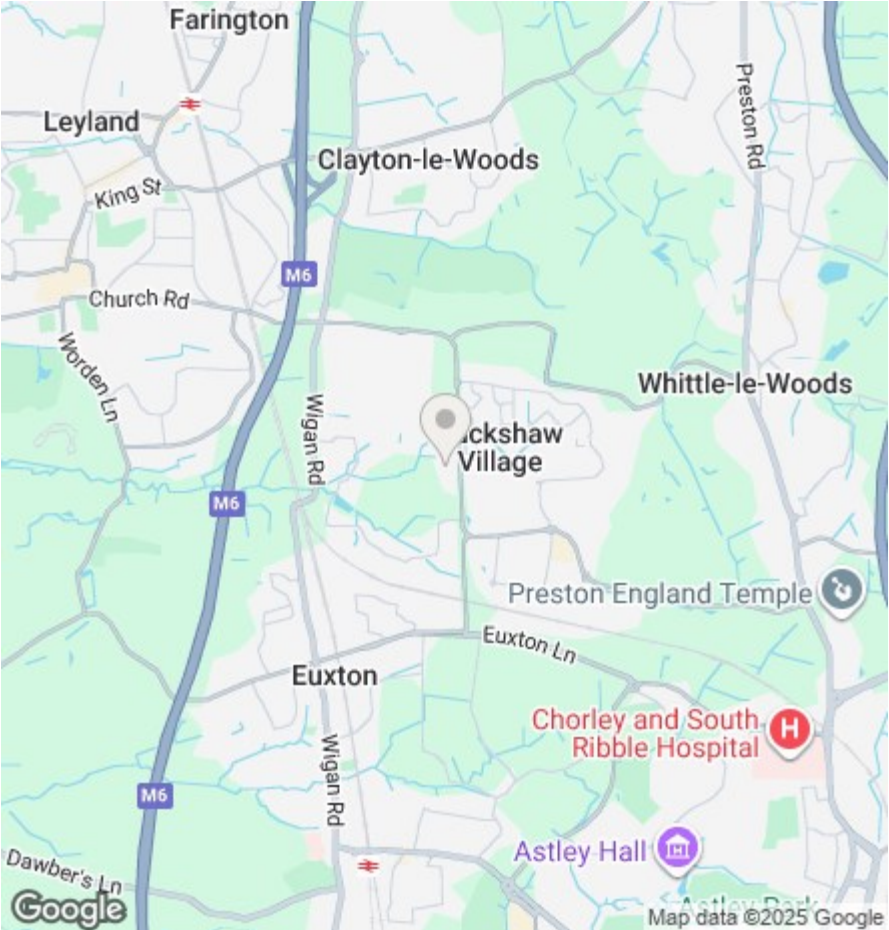 Farington
Leyland
Preston Rd
Clayton-le-Woods
King St
M6
Church Rd
Worden Ln
Whittle-le-Woods
Wigan Rd
ckshaw
Village
M6
Preston England Temple
Euxton Ln
Euxton
Chorley and South
Ribble Hospital
H
Wigan Rd
M6
Astley Hall
Dawber's Ln
Astley Park
Google
Map data ©2025 Google